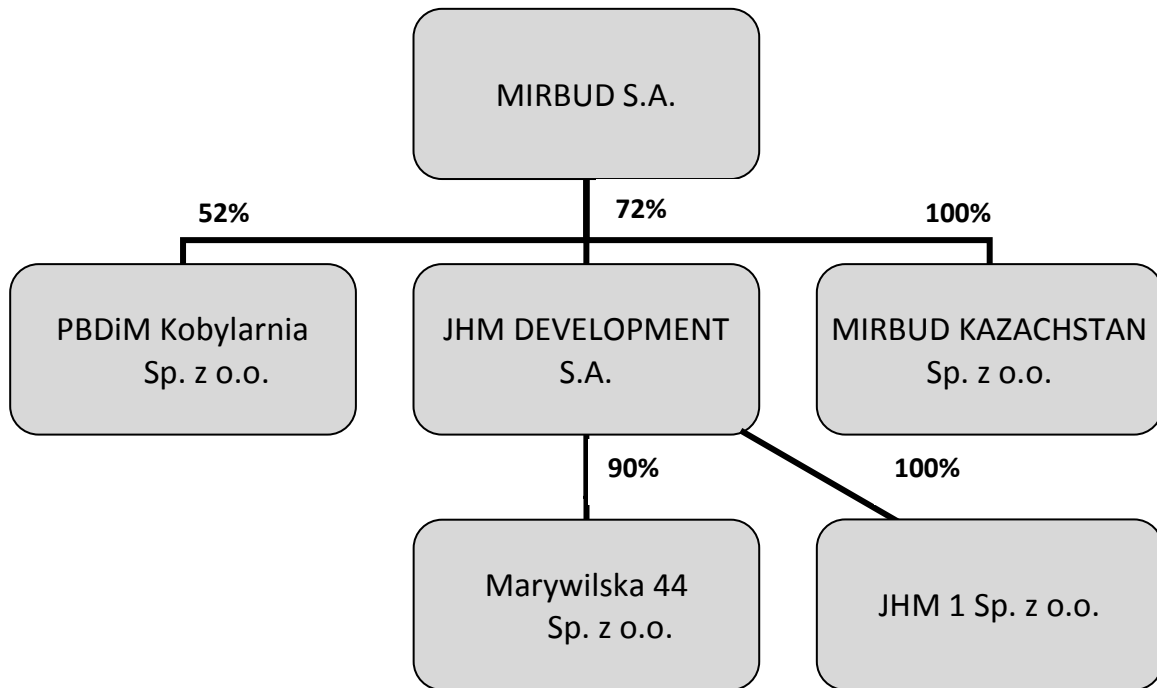 MIRBUD S.A.
52%
72%
100%
PBDiM Kobylarnia
Sp. z o.o.
JHM DEVELOPMENT
S.A.
MIRBUD KAZACHSTAN
Sp. z o.o.
90%
100%
Marywilska 44
Sp. z o.o.
JHM 1 Sp. z o.o.